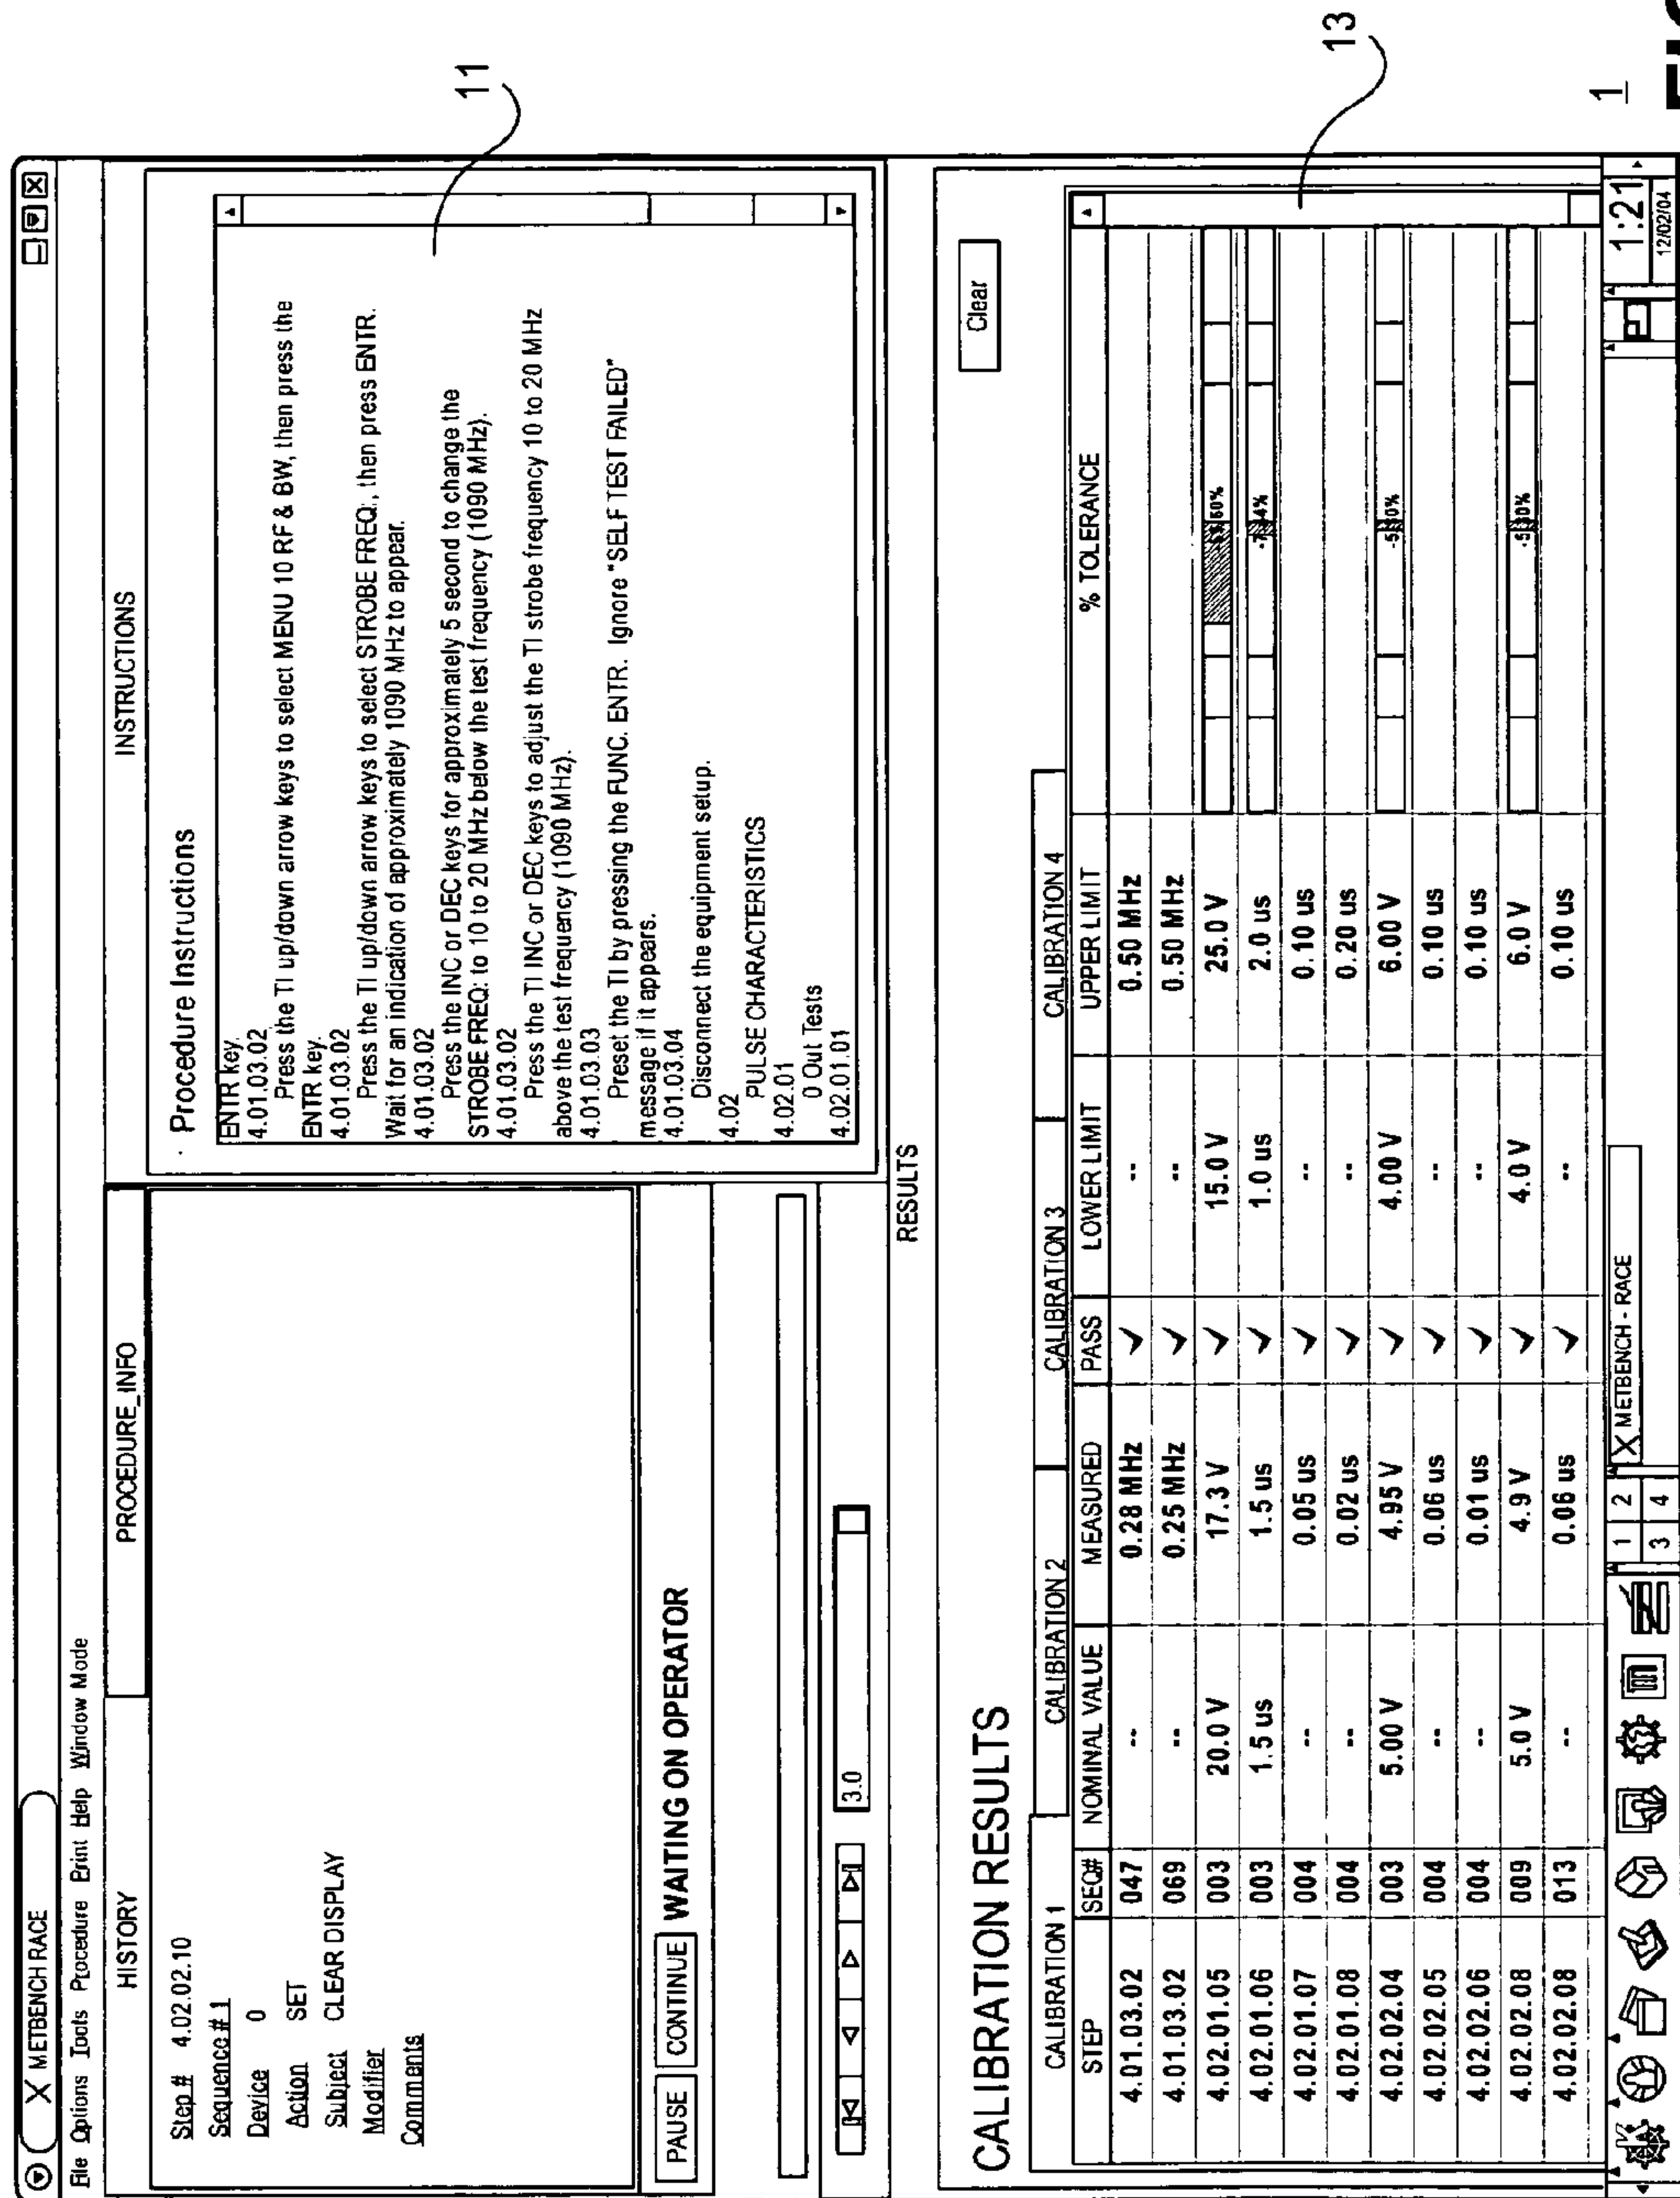 X METBENCH RACE
File Options Tools Procedure Print Help Window Mode
HISTORY
PROCEDURE_INFO
Step # 4.02.02.10
Sequence # 1
Device 0
Action SET
Subject CLEAR DISPLAY
Modifier
Comments
PAUSE CONTINUE WAITING ON OPERATOR
3.0
INSTRUCTIONS
Procedure Instructions
ENTR key.
4.01.03.02
Press the TI up/down arrow keys to select MENU 10 RF & BW, then press the
ENTR key.
4.01.03.02
Press the TI up/down arrow keys to select STROBE FREQ:, then press ENTR.
Wait for an indication of approximately 1090 MHz to appear.
4.01.03.02
Press the INC or DEC keys for approximately 5 second to change the
STROBE FREQ: to 10 to 20 MHz below the test frequency (1090 MHz).
4.01.03.02
Press the TI INC or DEC keys to adjust the TI strobe frequency 10 to 20 MHz
above the test frequency (1090 MHz).
4.01.03.03
Preset the TI by pressing the FUNC. ENTR. Ignore "SELF TEST FAILED"
message if it appears.
4.01.03.04
Disconnect the equipment setup.
4.02
PULSE CHARACTERISTICS
4.02.01
0 Out Tests
4.02.01.01
11
RESULTS
CALIBRATION RESULTS
Clear
CALIBRATION 1 CALIBRATION 2 CALIBRATION 3 CALIBRATION 4
STEP SEQ# NOMINAL VALUE MEASURED PASS LOWER LIMIT UPPER LIMIT % TOLERANCE
4.01.03.02 047 -- 0.28 MHz ✓ -- 0.50 MHz
4.01.03.02 069 -- 0.25 MHz ✓ -- 0.50 MHz
4.02.01.05 003 20.0 V 17.3 V ✓ 15.0 V 25.0 V
4.02.01.06 003 1.5 us 1.5 us ✓ 1.0 us 2.0 us
4.02.01.07 004 -- 0.05 us ✓ -- 0.10 us
4.02.01.08 004 -- 0.02 us ✓ -- 0.20 us
4.02.02.04 003 5.00 V 4.95 V ✓ 4.00 V 6.00 V
4.02.02.05 004 -- 0.06 us ✓ -- 0.10 us
4.02.02.06 004 -- 0.01 us ✓ -- 0.10 us
4.02.02.08 009 5.0 V 4.9 V ✓ 4.0 V 6.0 V
4.02.02.08 013 -- 0.06 us ✓ -- 0.10 us
13
1 2
3 4
X METBENCH - RACE
1:21
12/02/04
1